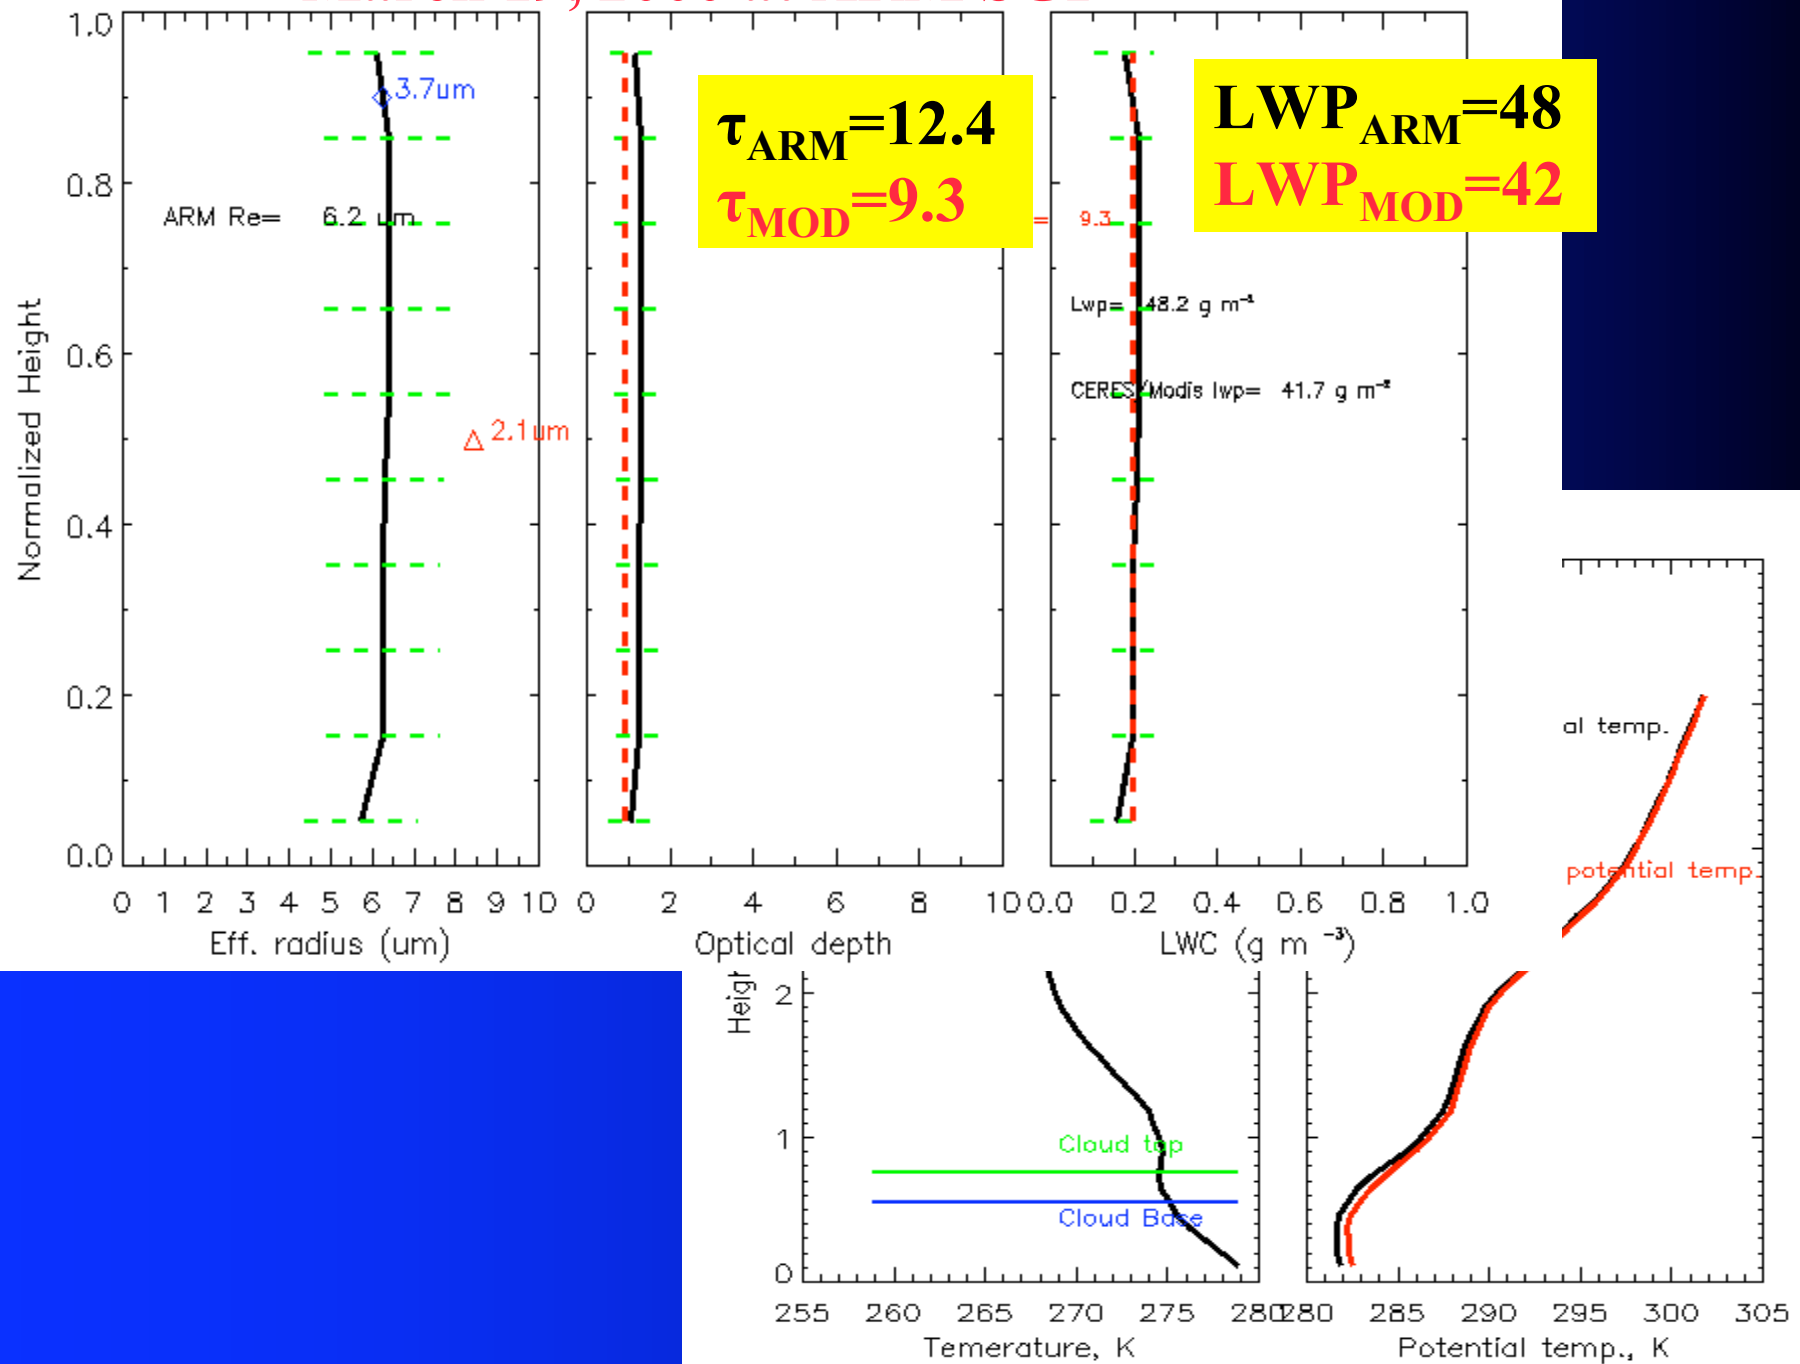 1.0
0.8
0.6
0.4
0.2
0.0
Normalized Height
3.7um
ARM Re= 6.2 um
2.1um
0 1 2 3 4 5 6 7 8 9 10
Eff. radius (um)
τARM=12.4
τMOD=9.3
0 2 4 6 8 10
Optical depth
LWPARM=48
LWPMOD=42
= 9.3
Lwp= 48.2 g m⁻²
CERES/Modis lwp= 41.7 g m⁻²
0.0 0.2 0.4 0.6 0.8 1.0
LWC (g m ⁻³)
al temp.
potential temp.
2
1
0
Cloud top
Cloud Base
255 260 265 270 275 280
Temerature, K
280 285 290 295 300 305
Potential temp., K